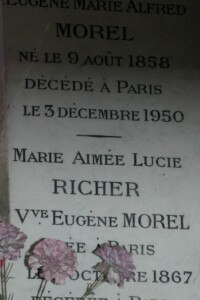 EUGÈNE MARIE ALFRED
MOREL
NÉ LE 9 AOÛT 1858
DÉCÉDÉ À PARIS
LE 3 DÉCEMBRE 1950
MARIE AIMÉE LUCIE
RICHER
VVE EUGÈNE MOREL
À PARIS
OCTOBRE 1867